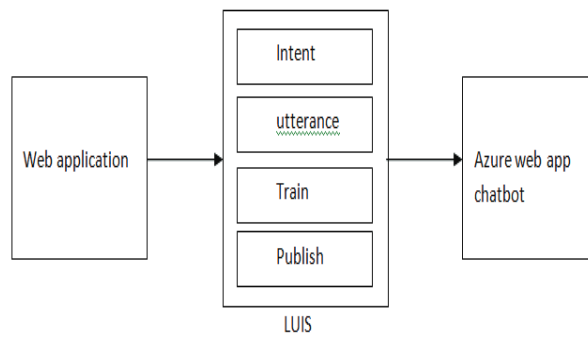 Web application
Intent
utterance
Train
Publish
LUIS
Azure web app
chatbot